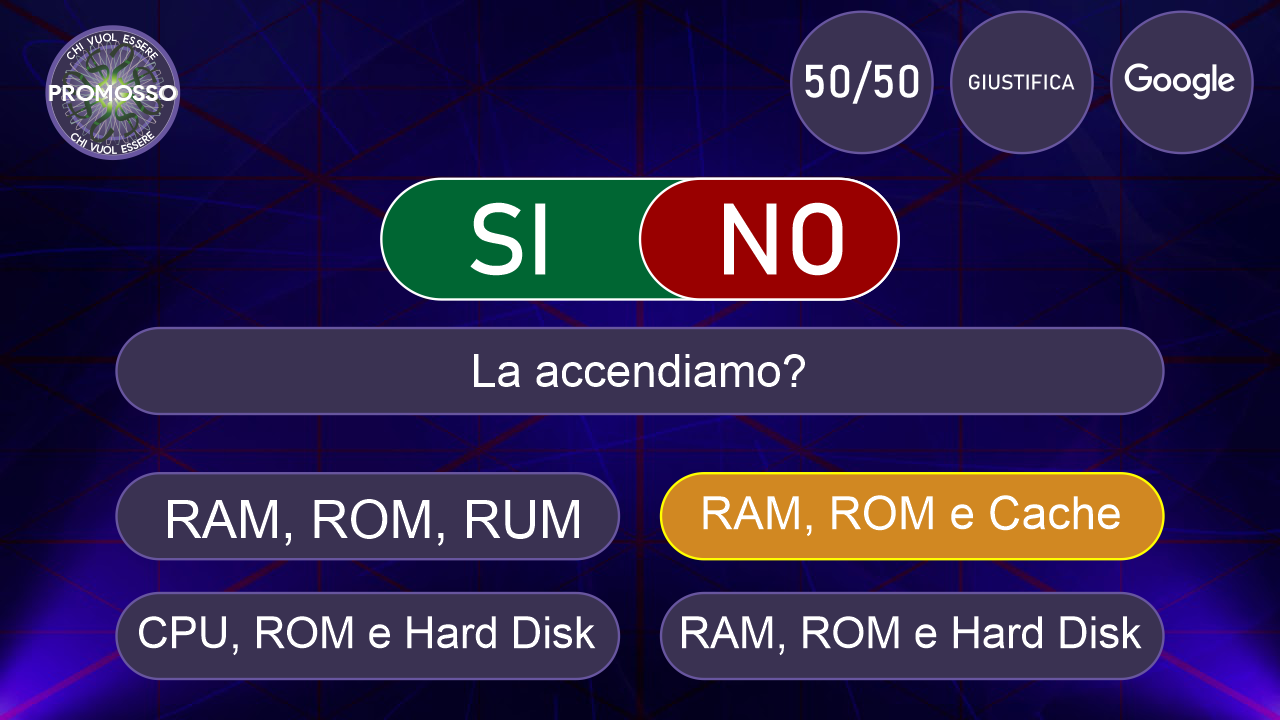 CHI VUOL ESSERE
PROMOSSO
CHI VUOL ESSERE
50/50
GIUSTIFICA
Google
SI
NO
La accendiamo?
RAM, ROM, RUM
RAM, ROM e Cache
CPU, ROM e Hard Disk
RAM, ROM e Hard Disk